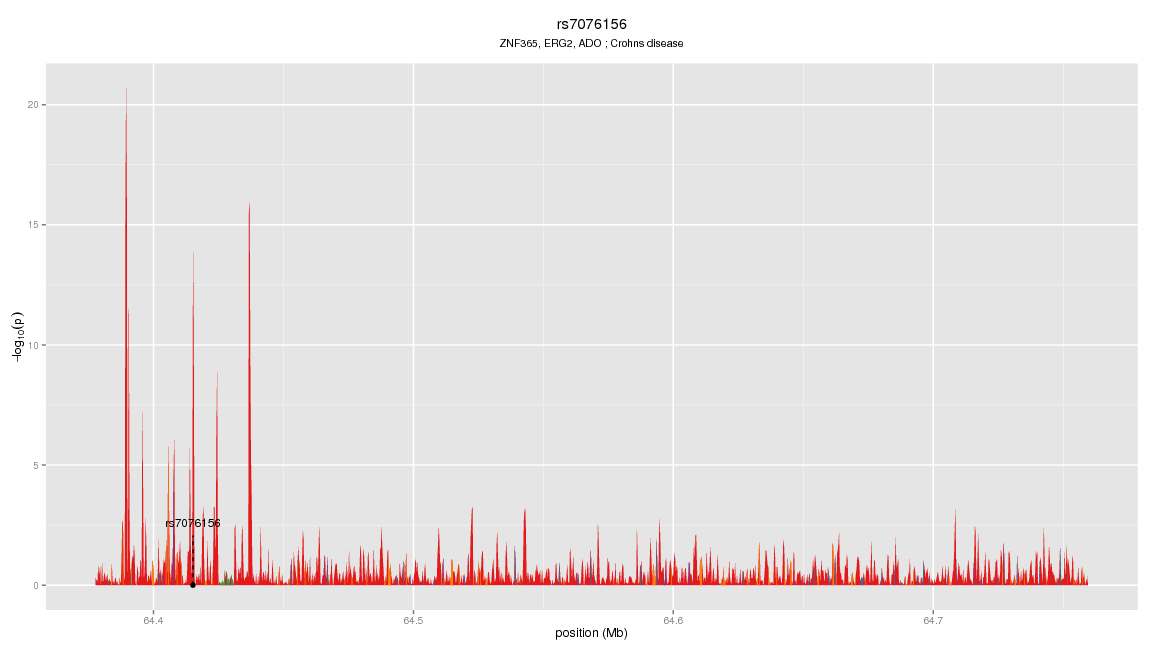 rs7076156
ZNF365, ERG2, ADO ; Crohns disease
20
15
10
5
0
−log10(p)
rs7076156
64.4
64.5
64.6
64.7
position (Mb)